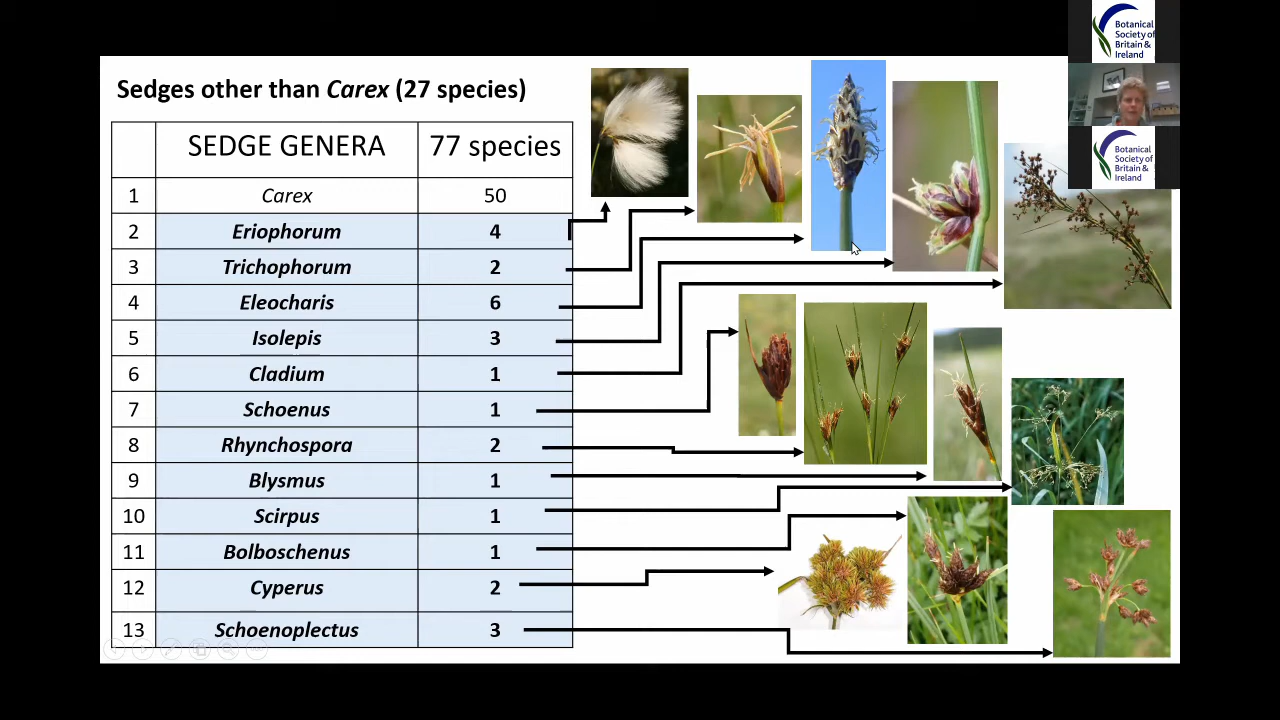 Sedges other than Carex (27 species)
SEDGE GENERA 77 species
1 Carex 50
2 Eriophorum 4
3 Trichophorum 2
4 Eleocharis 6
5 Isolepis 3
6 Cladium 1
7 Schoenus 1
8 Rhynchospora 2
9 Blysmus 1
10 Scirpus 1
11 Bolboschenus 1
12 Cyperus 2
13 Schoenoplectus 3
Botanical
Society of
Britain &
Ireland
Botanical
Society of
Britain &
Ireland